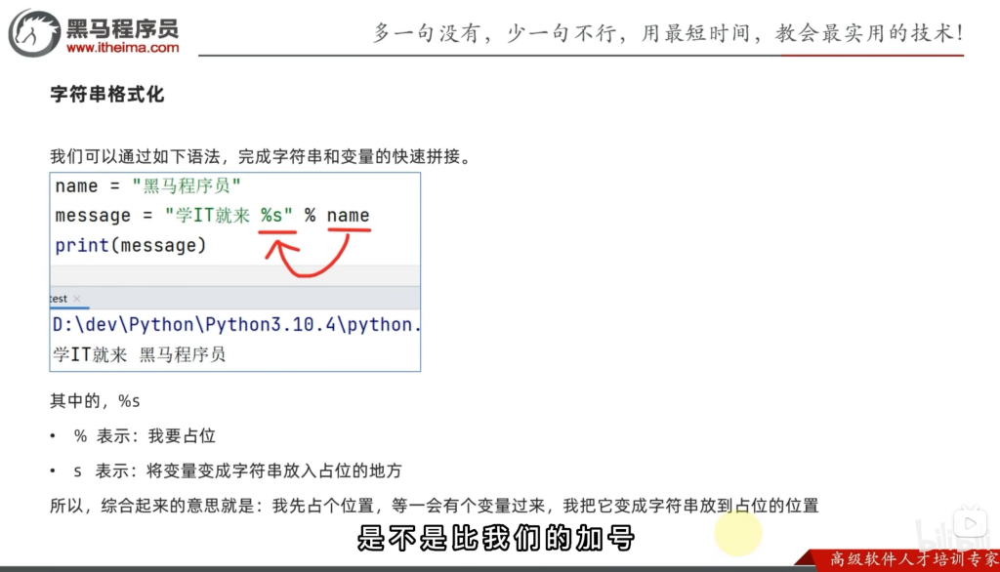 黑马程序员
www.itheima.com
多一句没有，少一句不行，用最短时间，教会最实用的技术！
字符串格式化
我们可以通过如下语法，完成字符串和变量的快速拼接。
name = "黑马程序员"
message = "学IT就来 %s" % name
print(message)
test ×
D:\dev\Python\Python3.10.4\python.
学IT就来 黑马程序员
其中的，%s
• % 表示：我要占位
• s 表示：将变量变成字符串放入占位的地方
所以，综合起来的意思就是：我先占个位置，等一会有个变量过来，我把它变成字符串放到占位的位置
是不是比我们的加号
bilibili
高级软件人才培训专家